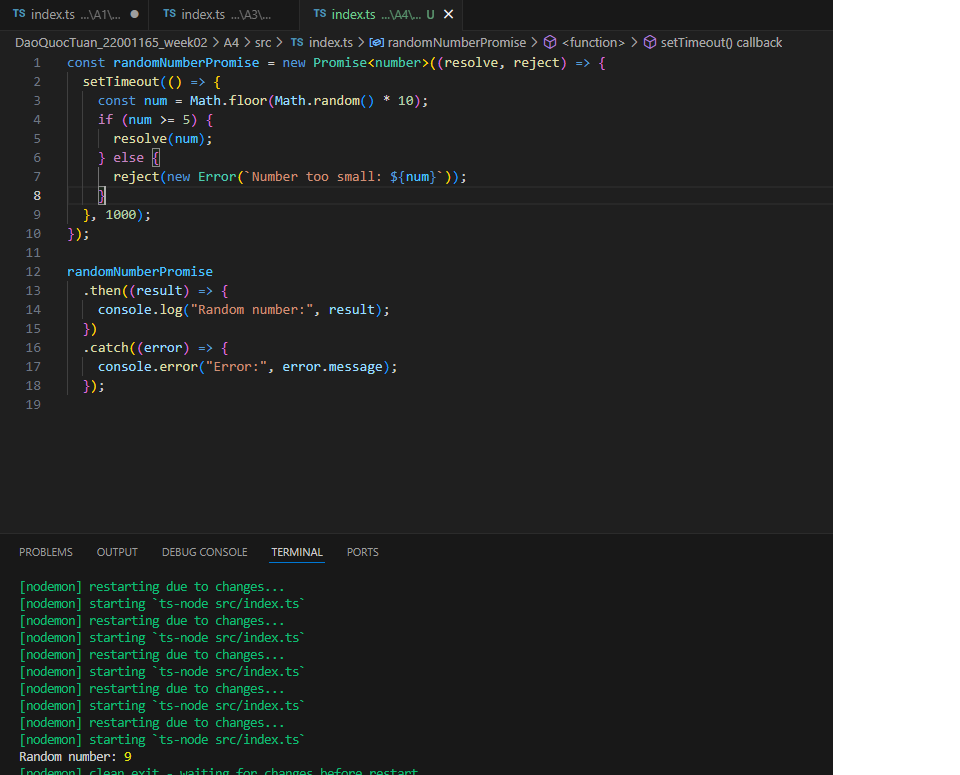 TS index.ts ...\A1\... ● TS index.ts ...\A3\... TS index.ts ...\A4\... U ✕
DaoQuocTuan_22001165_week02 > A4 > src > TS index.ts > randomNumberPromise > <function> > setTimeout() callback
1 const randomNumberPromise = new Promise<number>((resolve, reject) => {
2   setTimeout(() => {
3     const num = Math.floor(Math.random() * 10);
4     if (num >= 5) {
5       resolve(num);
6     } else {
7       reject(new Error(`Number too small: ${num}`));
8     }
9   }, 1000);
10 });
11
12 randomNumberPromise
13   .then((result) => {
14     console.log("Random number:", result);
15   })
16   .catch((error) => {
17     console.error("Error:", error.message);
18   });
19
PROBLEMS OUTPUT DEBUG CONSOLE TERMINAL PORTS
[nodemon] restarting due to changes...
[nodemon] starting `ts-node src/index.ts`
[nodemon] restarting due to changes...
[nodemon] starting `ts-node src/index.ts`
[nodemon] restarting due to changes...
[nodemon] starting `ts-node src/index.ts`
[nodemon] restarting due to changes...
[nodemon] starting `ts-node src/index.ts`
[nodemon] restarting due to changes...
[nodemon] starting `ts-node src/index.ts`
Random number: 9
[nodemon] clean exit - waiting for changes before restart